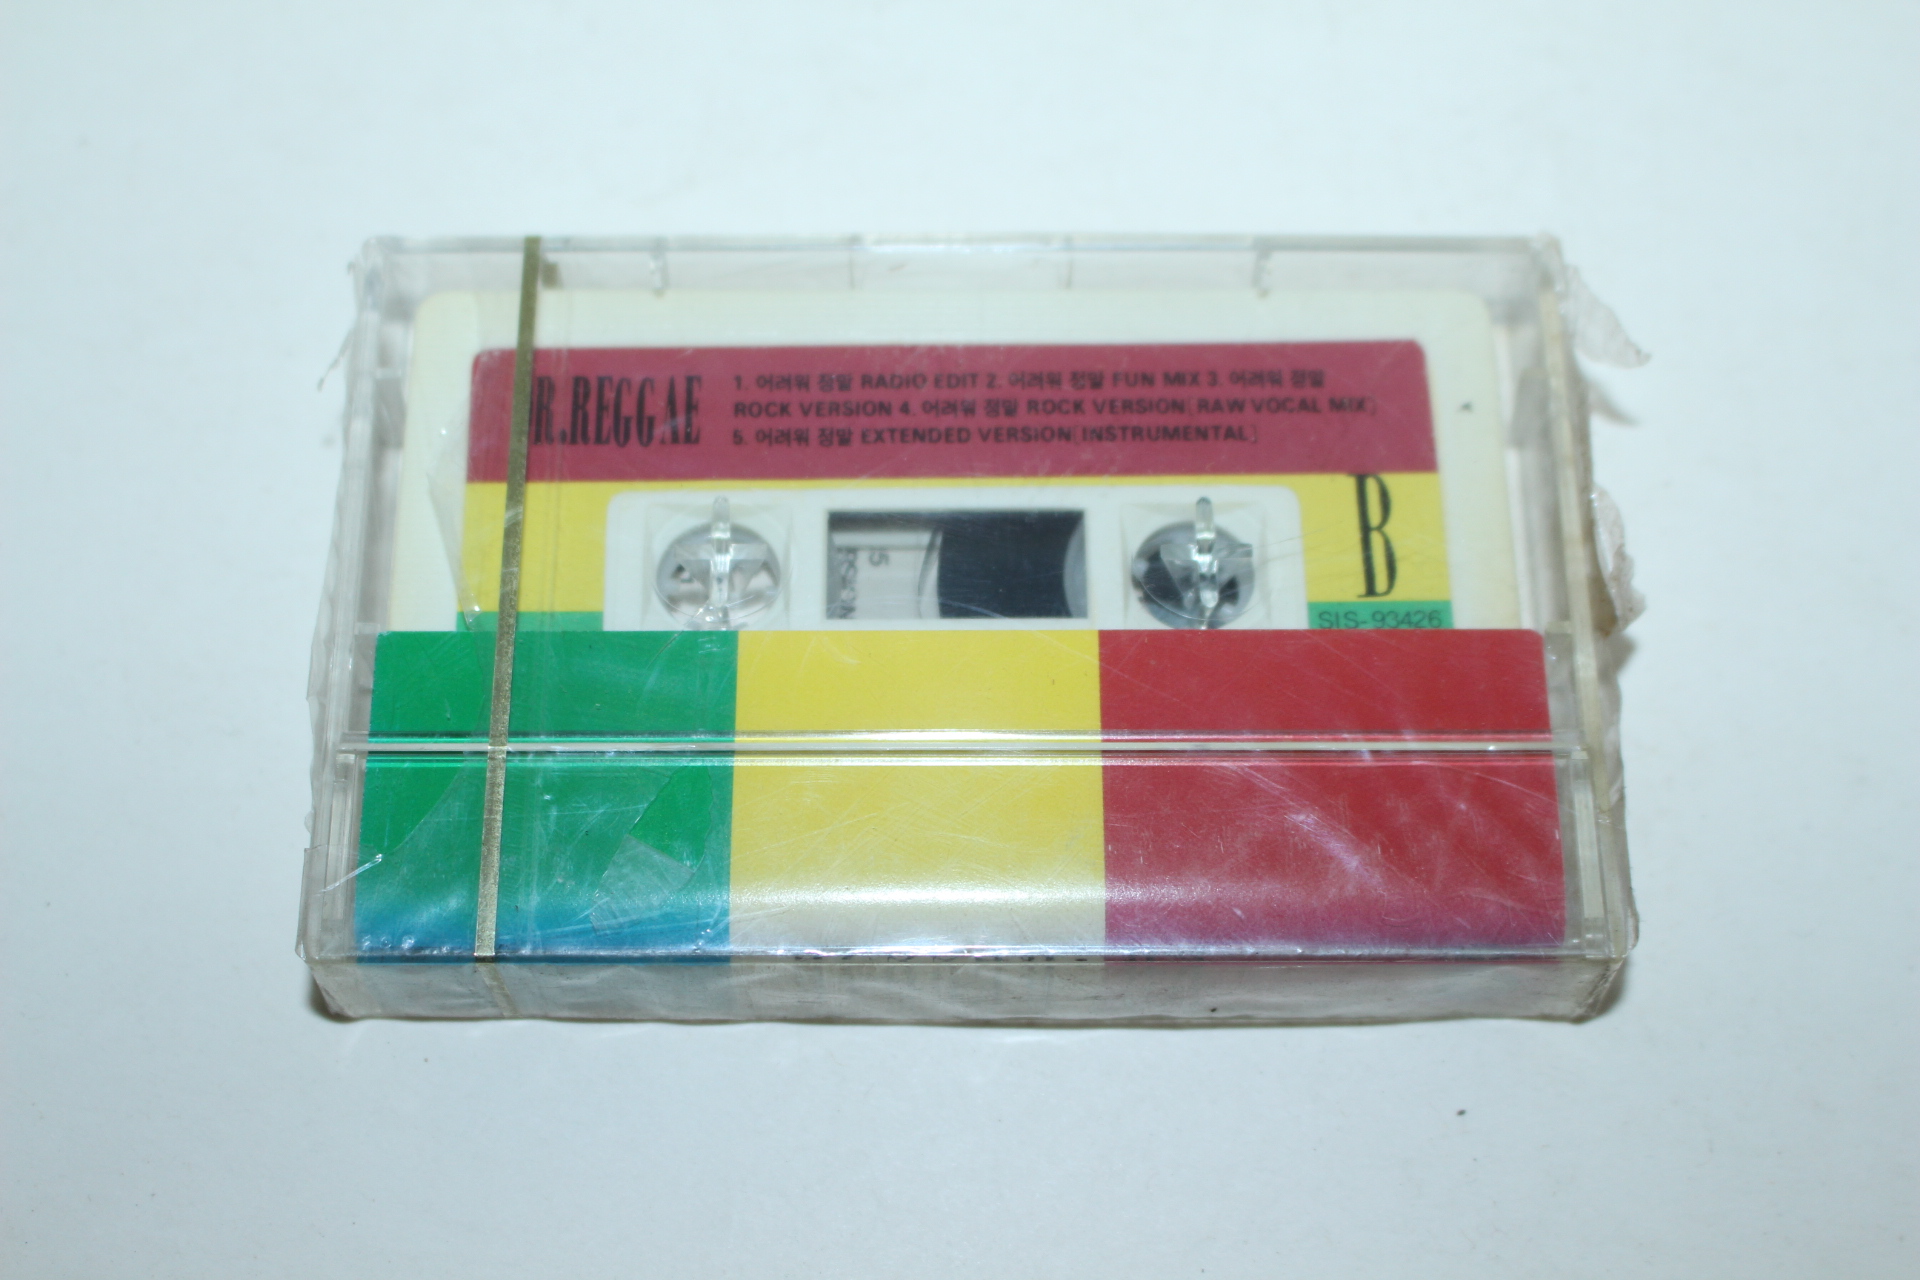 R.REGGAE
1. 어려워 정말 RADIO EDIT 2. 어려워 정말 FUN MIX 3. 어려워 정말
ROCK VERSION 4. 어려워 정말 ROCK VERSION[RAW VOCAL MIX]
5. 어려워 정말 EXTENDED VERSION[INSTRUMENTAL]
B
5
SIS-93426